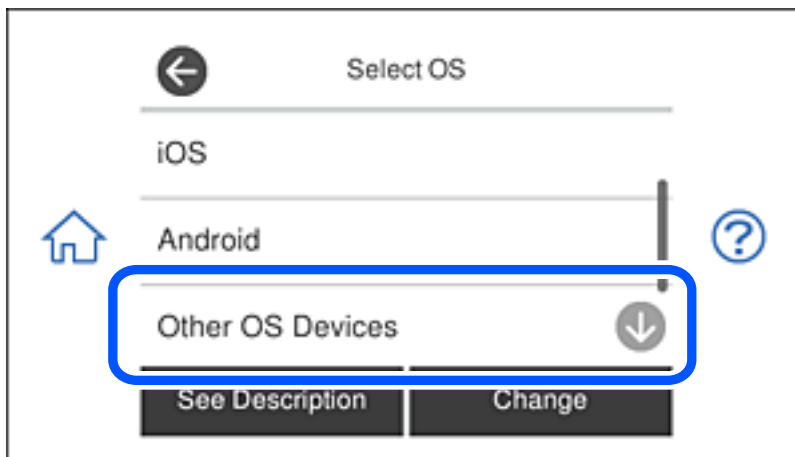 Select OS
iOS
Android
Other OS Devices
See Description Change